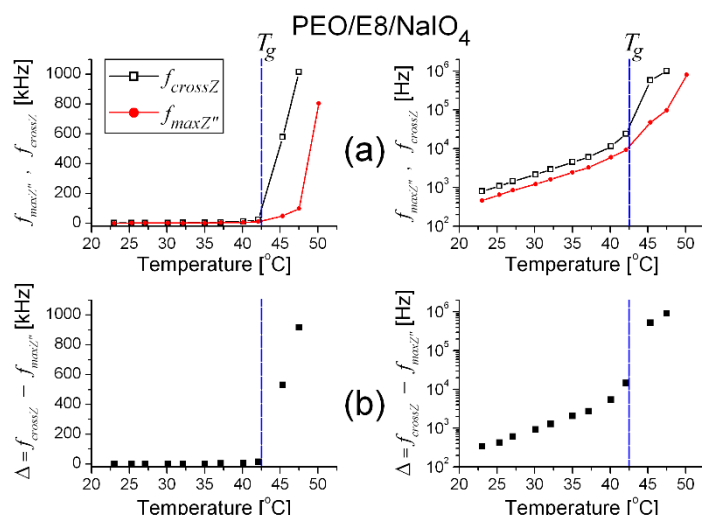 PEO/E8/NaIO4
Tg
Tg
1000
800
600
400
200
0
fmaxZ" , fcrossZ [kHz]
fcrossZ
fmaxZ"
20 25 30 35 40 45 50
Temperature [oC]
(a)
10^6
10^5
10^4
10^3
10^2
fmaxZ" , fcrossZ [Hz]
20 25 30 35 40 45 50
Temperature [oC]
1000
800
600
400
200
0
Δ = fcrossZ − fmaxZ" [kHz]
20 25 30 35 40 45 50
Temperature [oC]
(b)
10^6
10^5
10^4
10^3
10^2
Δ = fcrossZ − fmaxZ" [Hz]
20 25 30 35 40 45 50
Temperature [oC]